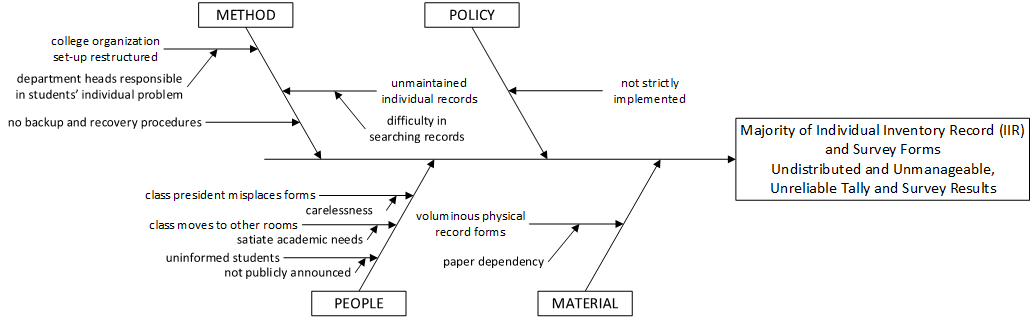 METHOD
POLICY
college organization
set-up restructured
department heads responsible
in students' individual problem
unmaintained
individual records
not strictly
implemented
no backup and recovery procedures
difficulty in
searching records
Majority of Individual Inventory Record (IIR)
and Survey Forms
Undistributed and Unmanageable,
Unreliable Tally and Survey Results
class president misplaces forms
carelessness
class moves to other rooms
satiate academic needs
uninformed students
not publicly announced
voluminous physical
record forms
paper dependency
PEOPLE
MATERIAL